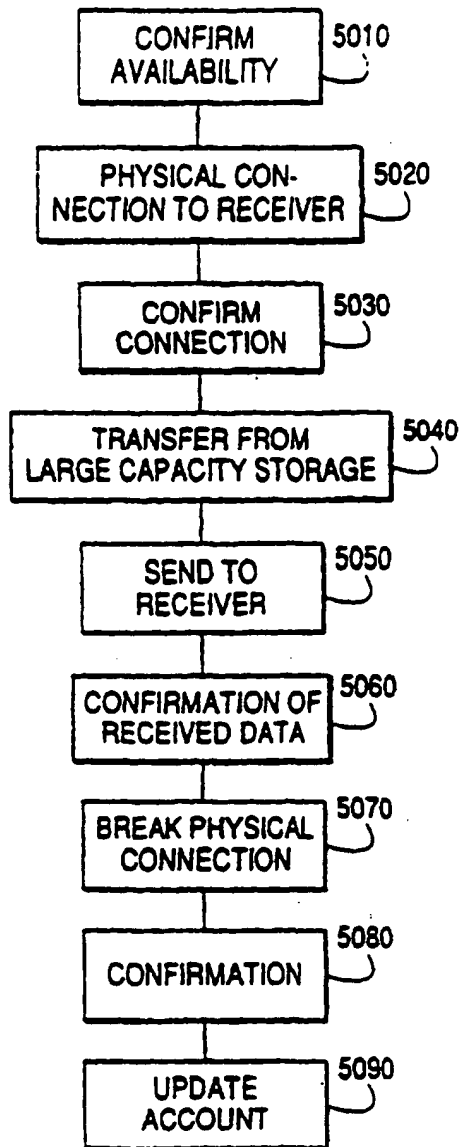 CONFIRM
AVAILABILITY
5010
PHYSICAL CON-
NECTION TO RECEIVER
5020
CONFIRM
CONNECTION
5030
TRANSFER FROM
LARGE CAPACITY STORAGE
5040
SEND TO
RECEIVER
5050
CONFIRMATION OF
RECEIVED DATA
5060
BREAK PHYSICAL
CONNECTION
5070
CONFIRMATION
5080
UPDATE
ACCOUNT
5090